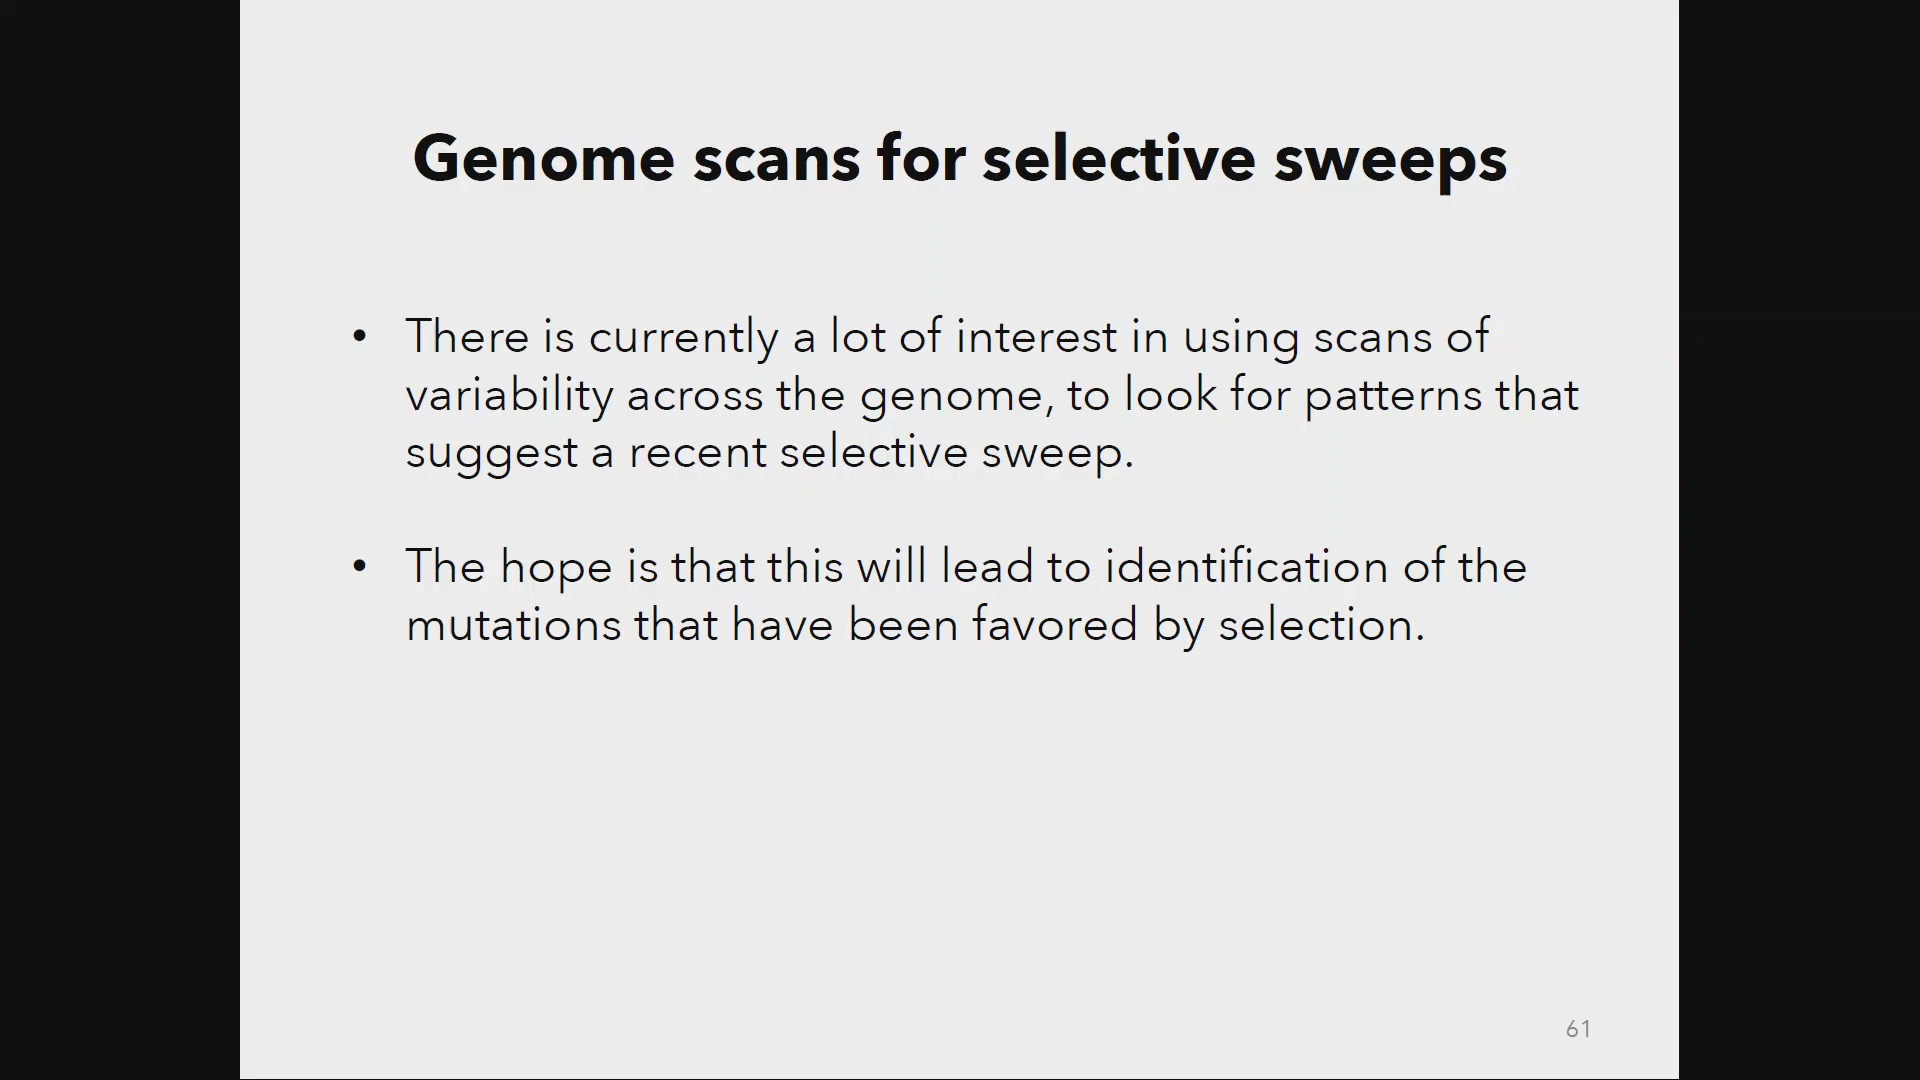 Genome scans for selective sweeps
• There is currently a lot of interest in using scans of
variability across the genome, to look for patterns that
suggest a recent selective sweep.
• The hope is that this will lead to identification of the
mutations that have been favored by selection.
61